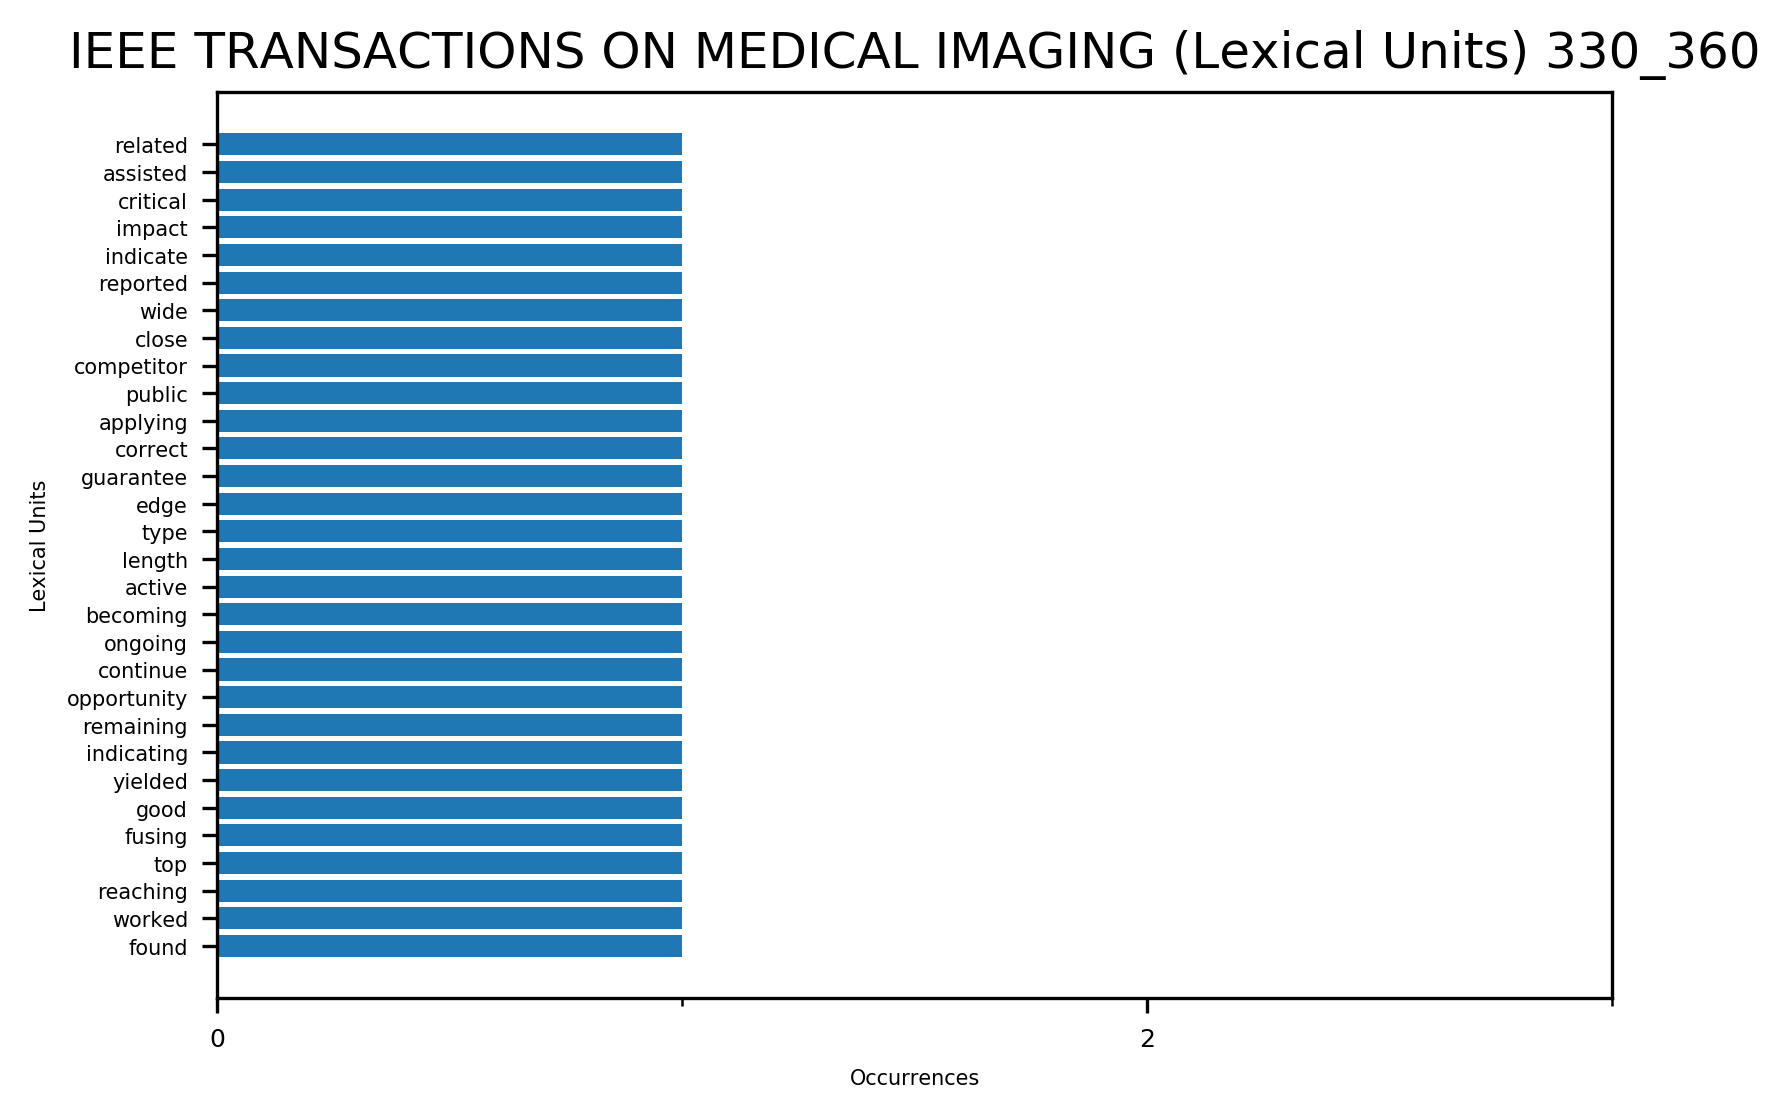 IEEE TRANSACTIONS ON MEDICAL IMAGING (Lexical Units) 330_360
related
assisted
critical
impact
indicate
reported
wide
close
competitor
public
applying
correct
guarantee
edge
type
length
active
becoming
ongoing
continue
opportunity
remaining
indicating
yielded
good
fusing
top
reaching
worked
found
Lexical Units
0
2
Occurrences